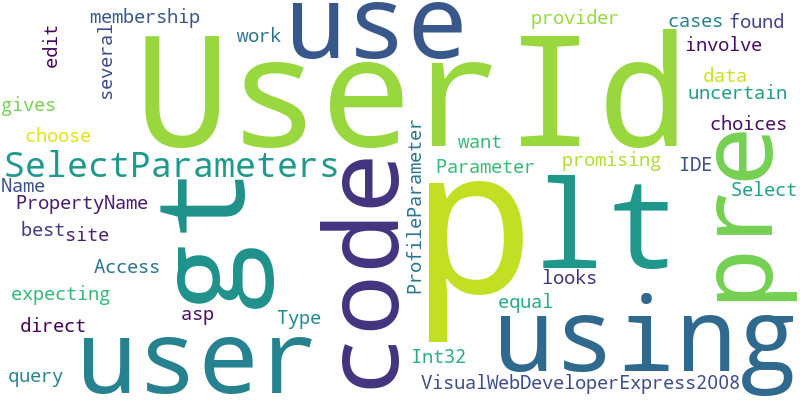 membership
use
provider
cases
found
edit
several
work
UserId
involve
data
gives
uncertain
choose
want
choices
SelectParameters
code
ProfileParameter
Parameter
promising
IDE
pre
Name
gt
p
lt
Select
PropertyName
best
site
Access
looks
expecting
equal
using
direct
asp
Type
user
Int32
query
VisualWebDeveloperExpress2008